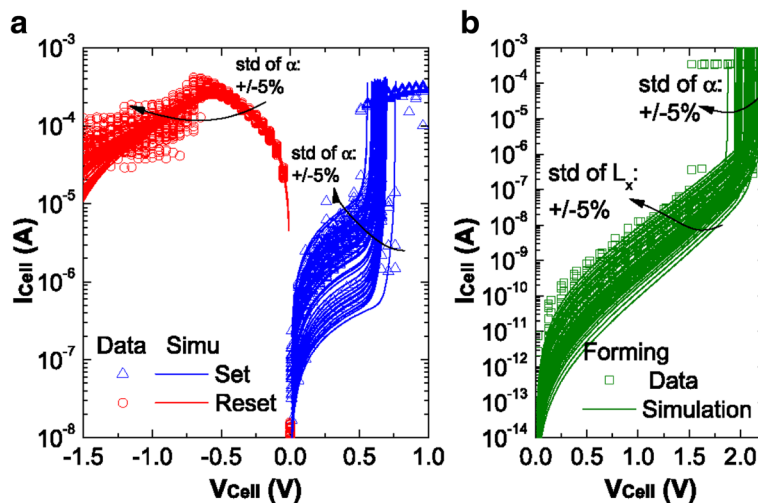 a
b
10⁻³
10⁻⁴
10⁻⁵
10⁻⁶
10⁻⁷
10⁻⁸
I_Cell (A)
std of α:
+/-5%
std of α:
+/-5%
Data Simu
Set
Reset
-1.5 -1.0 -0.5 0.0 0.5 1.0
V_Cell (V)
10⁻³
10⁻⁴
10⁻⁵
10⁻⁶
10⁻⁷
10⁻⁸
10⁻⁹
10⁻¹⁰
10⁻¹¹
10⁻¹²
10⁻¹³
10⁻¹⁴
I_Cell (A)
std of α:
+/-5%
std of Lₓ:
+/-5%
Forming
Data
Simulation
0.0 0.5 1.0 1.5 2.0
V_Cell (V)